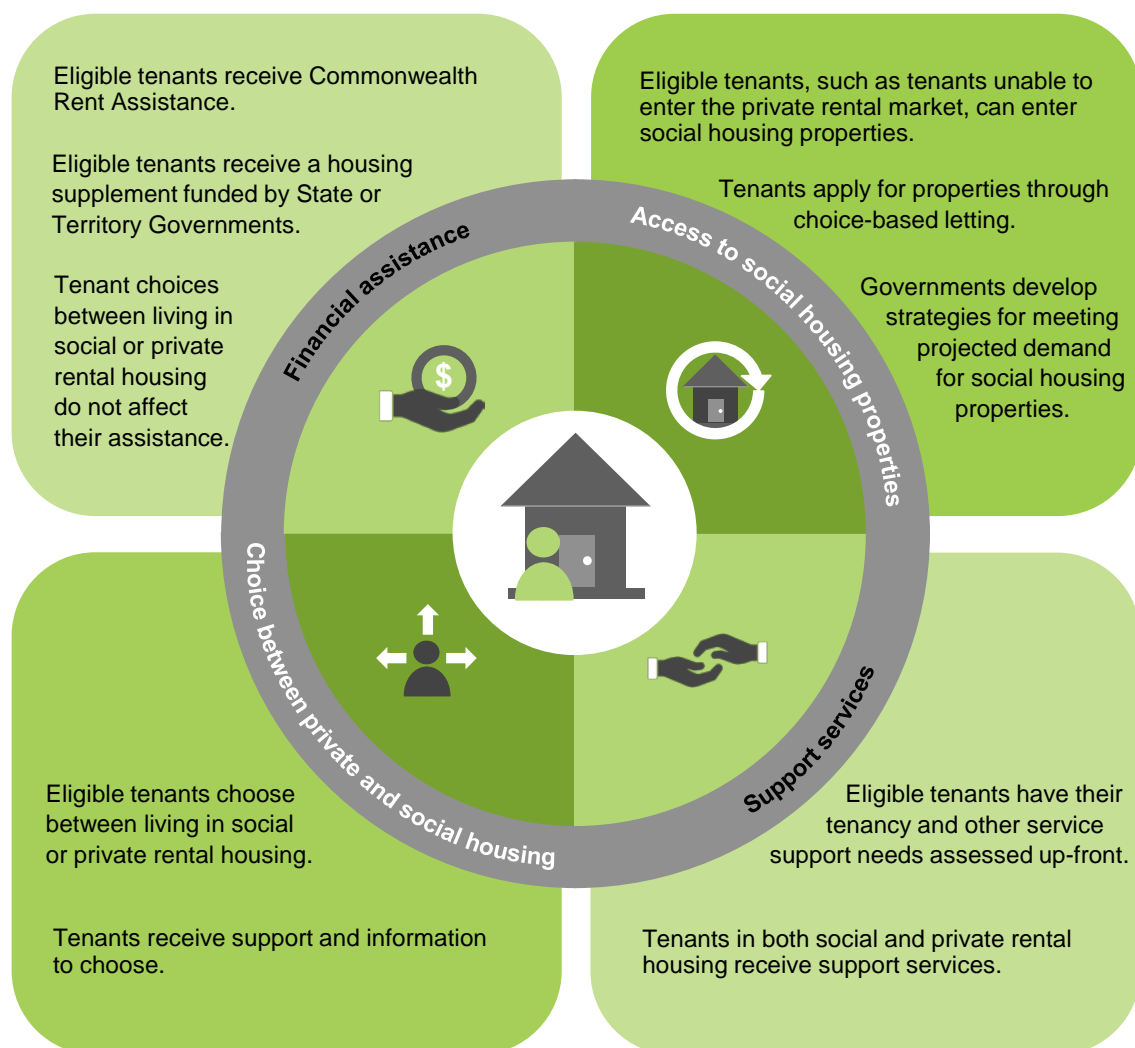 Eligible tenants receive Commonwealth
Rent Assistance.
Eligible tenants receive a housing
supplement funded by State or
Territory Governments.
Tenant choices
between living in
social or private
rental housing
do not affect
their assistance.
Financial assistance
$
Eligible tenants, such as tenants unable to
enter the private rental market, can enter
social housing properties.
Tenants apply for properties through
choice-based letting.
Governments develop
strategies for meeting
projected demand
for social housing
properties.
Access to social housing properties
Choice between private and social housing
Eligible tenants choose
between living in social
or private rental housing.
Tenants receive support and information
to choose.
Support services
Eligible tenants have their
tenancy and other service
support needs assessed up-front.
Tenants in both social and private rental
housing receive support services.